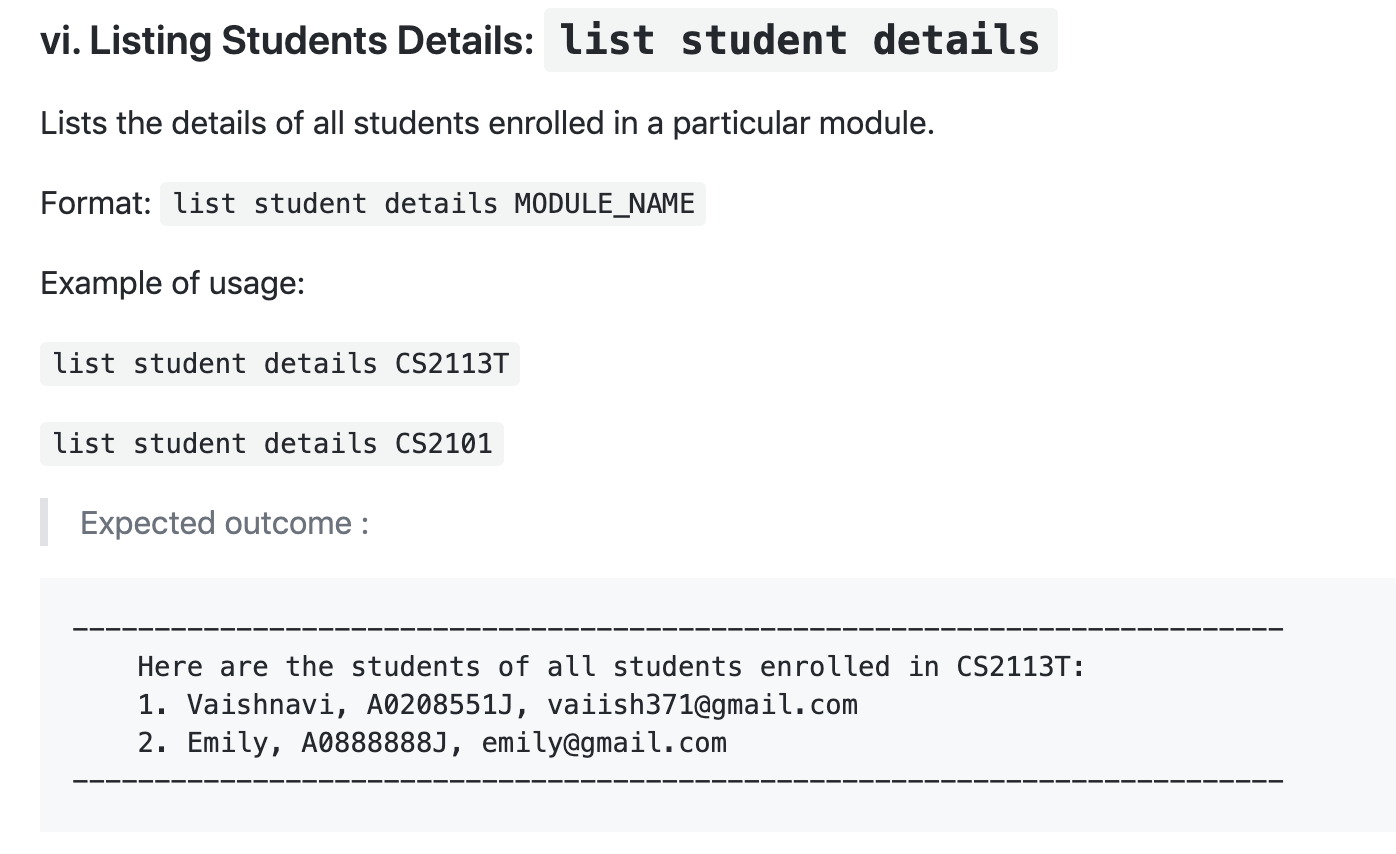 vi. Listing Students Details: list student details
Lists the details of all students enrolled in a particular module.
Format: list student details MODULE_NAME
Example of usage:
list student details CS2113T
list student details CS2101
Expected outcome :
__________________________________________________________________________
Here are the students of all students enrolled in CS2113T:
1. Vaishnavi, A0208551J, vaiish371@gmail.com
2. Emily, A0888888J, emily@gmail.com
__________________________________________________________________________